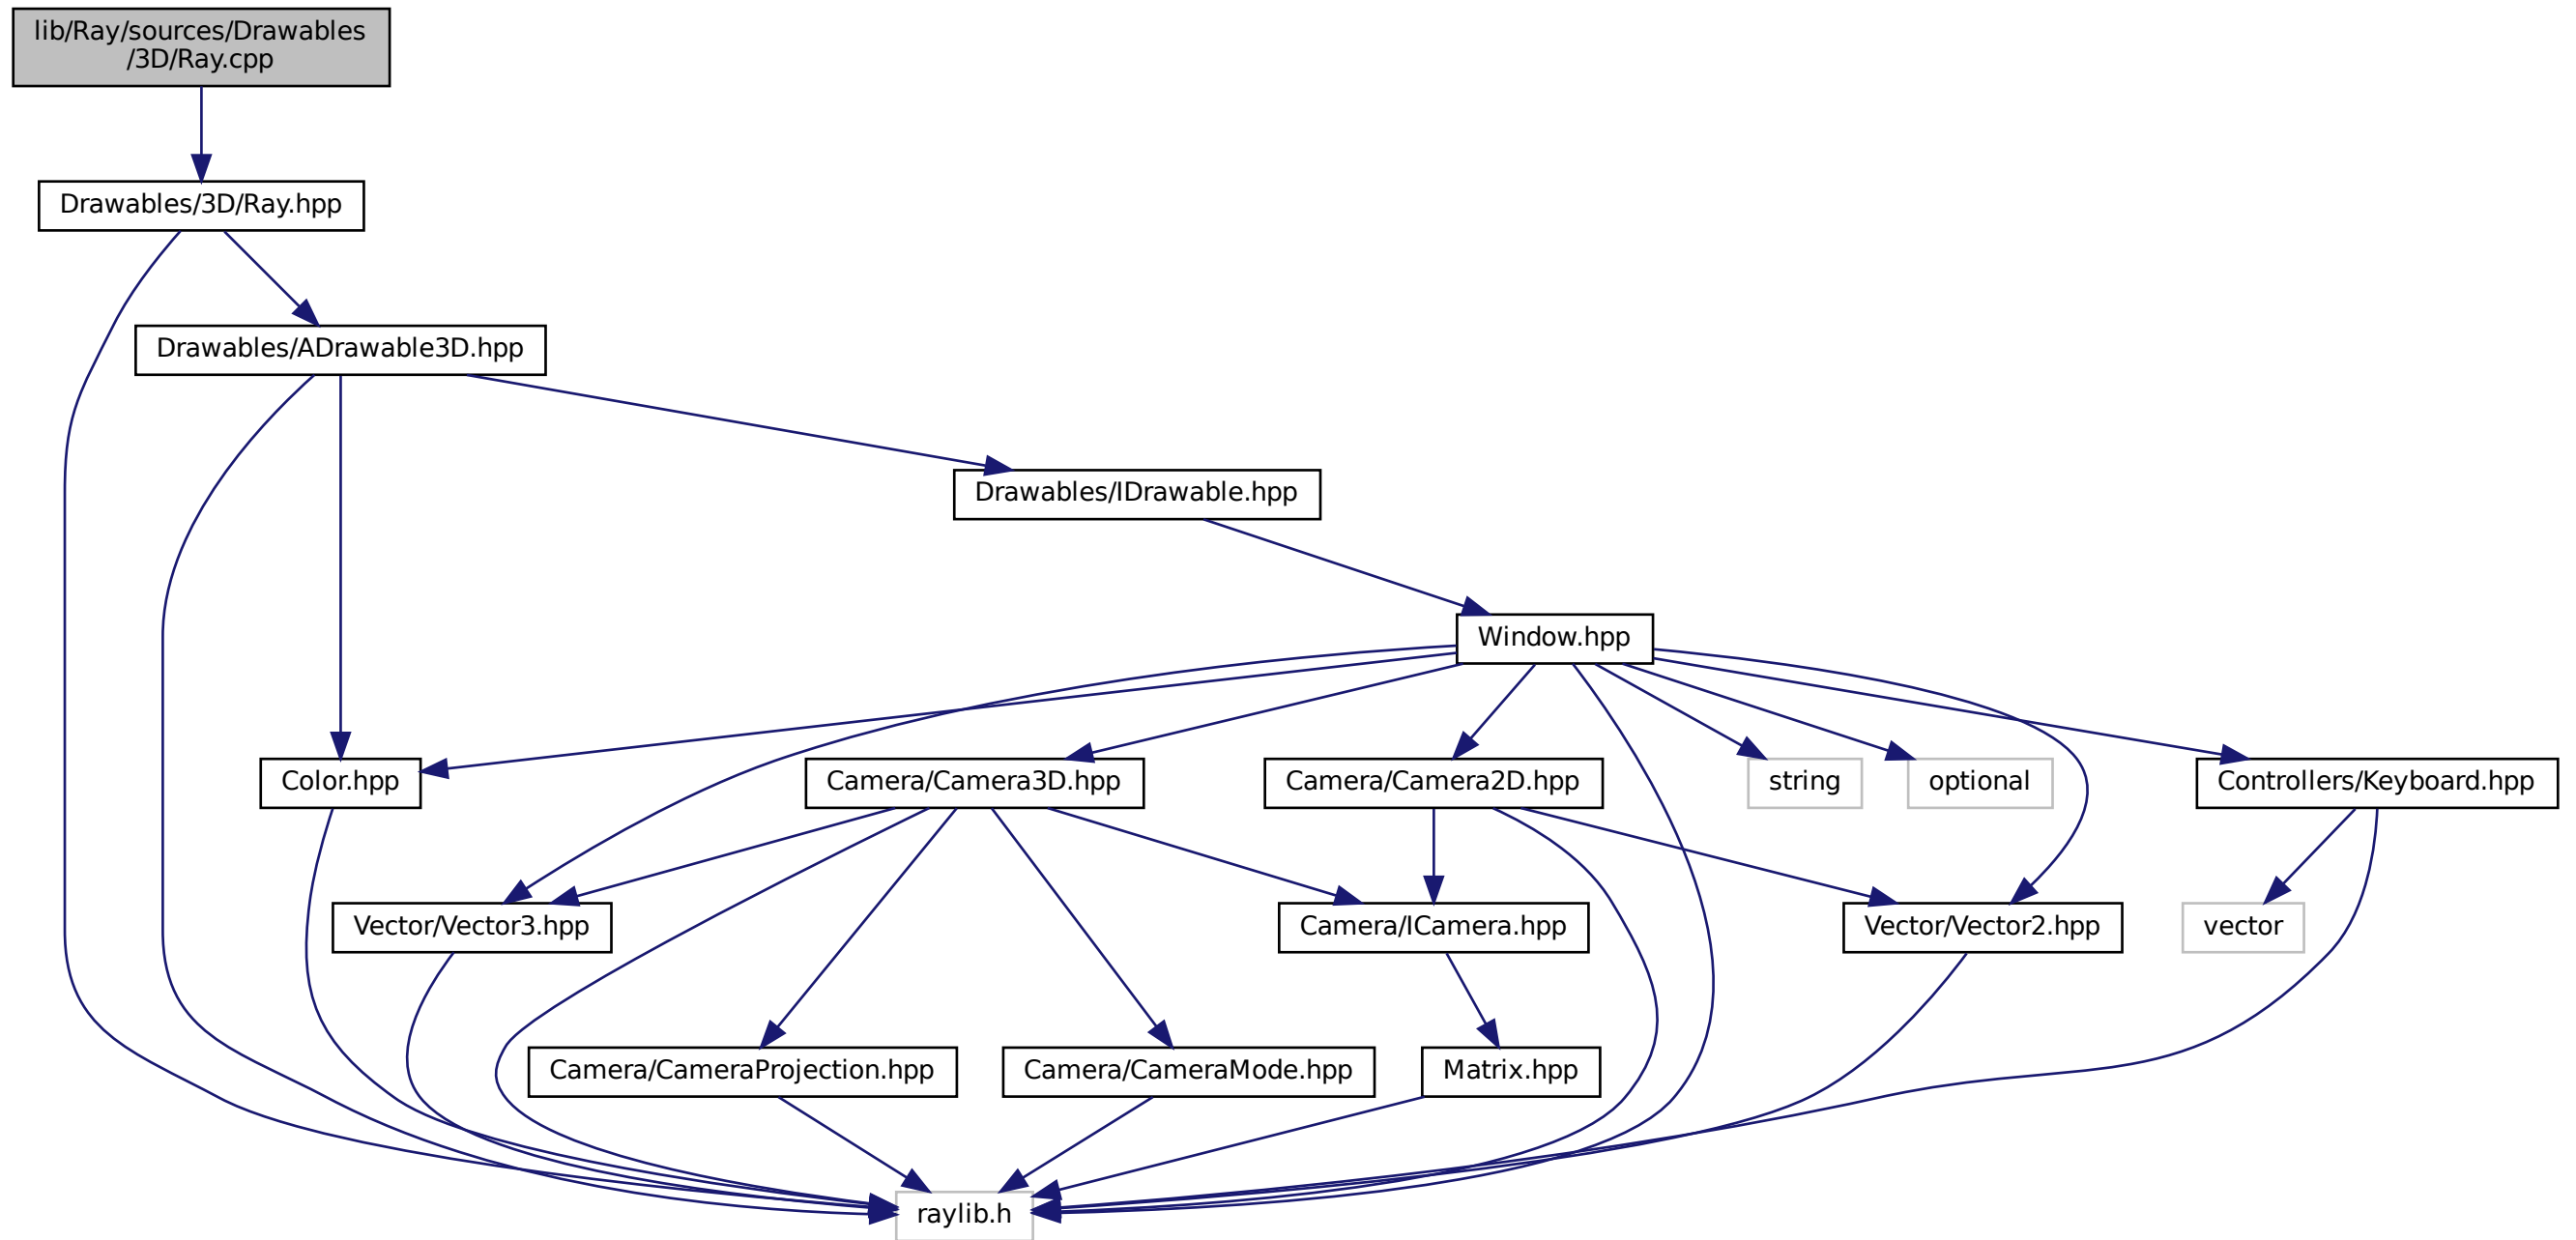 lib/Ray/sources/Drawables
/3D/Ray.cpp
Drawables/3D/Ray.hpp
Drawables/ADrawable3D.hpp
Drawables/IDrawable.hpp
Window.hpp
Color.hpp
Camera/Camera3D.hpp
Camera/Camera2D.hpp
string
optional
Controllers/Keyboard.hpp
Vector/Vector3.hpp
Camera/ICamera.hpp
Vector/Vector2.hpp
vector
Camera/CameraProjection.hpp
Camera/CameraMode.hpp
Matrix.hpp
raylib.h